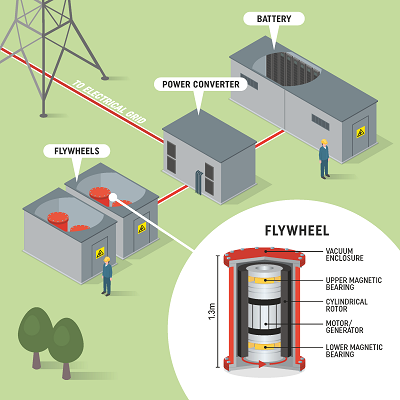 BATTERY
POWER CONVERTER
TO ELECTRICAL GRID
FLYWHEELS
FLYWHEEL
VACUUM
ENCLOSURE
UPPER MAGNETIC
BEARING
CYLINDRICAL
ROTOR
MOTOR/
GENERATOR
LOWER MAGNETIC
BEARING
1.3m